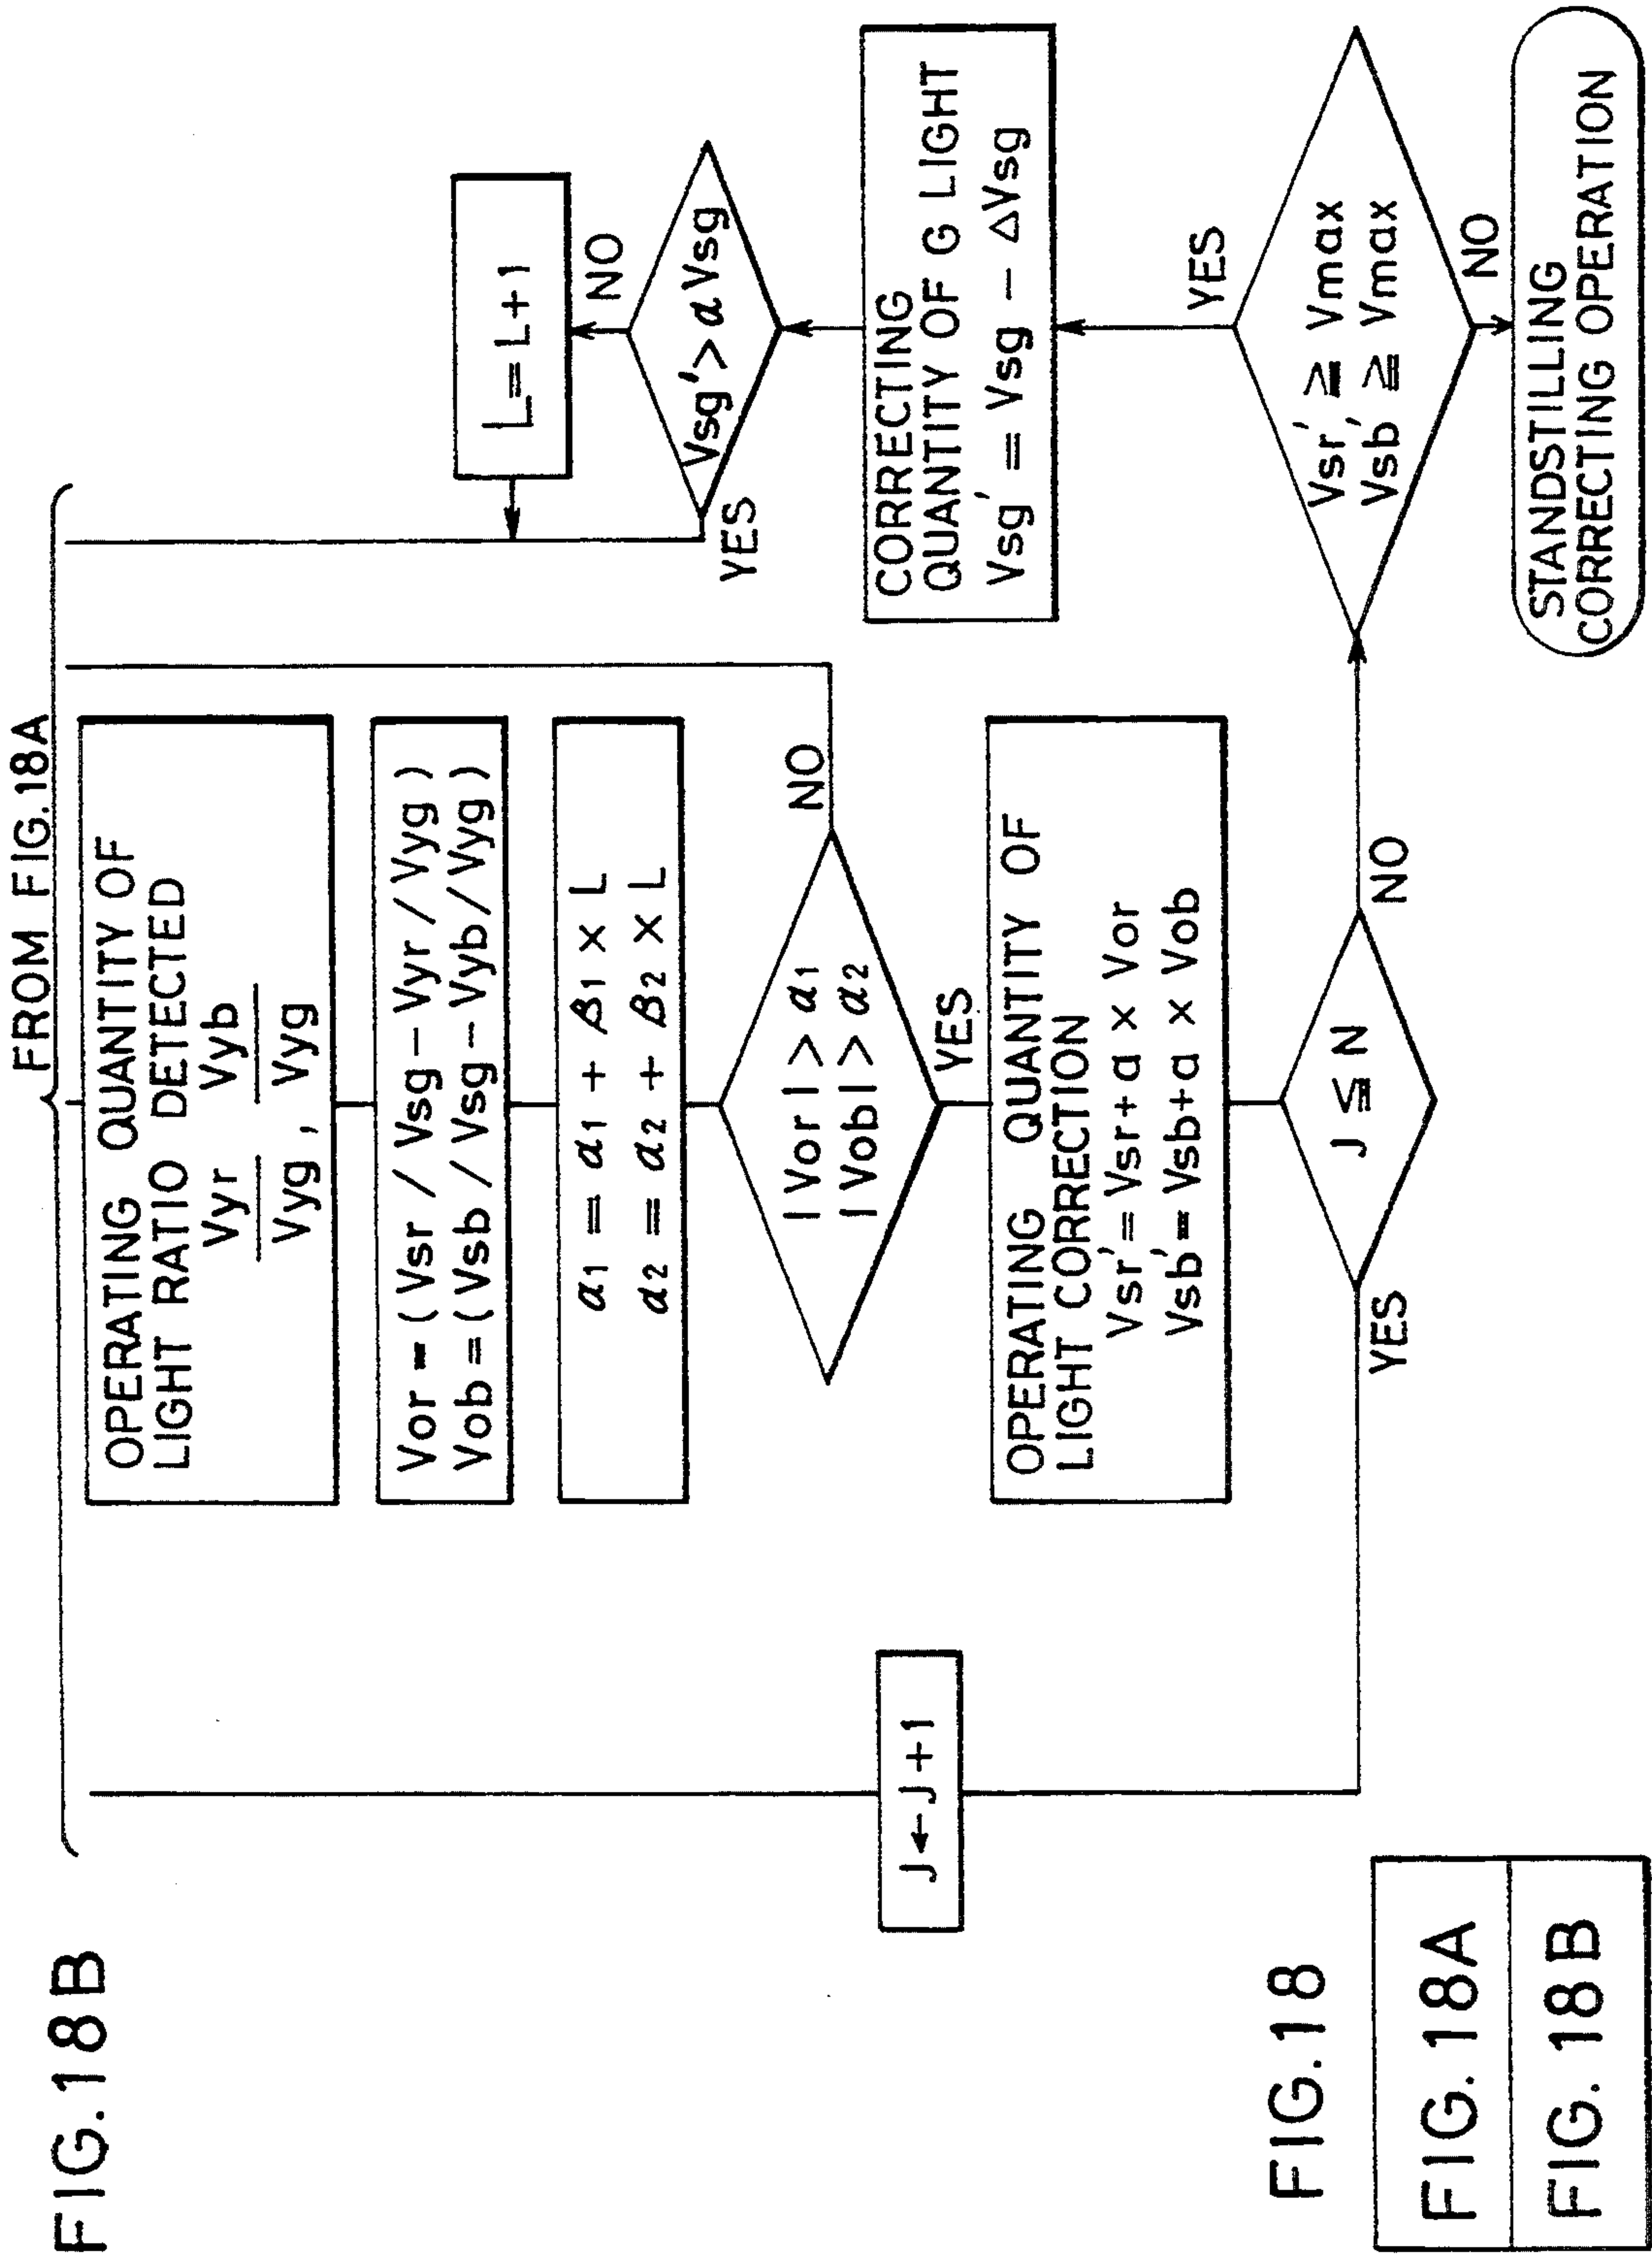 FIG.18B
FROM FIG.18A
OPERATING QUANTITY OF
LIGHT RATIO DETECTED
Vyr / Vyg , Vyb / Vyg
Vor = (Vsr / Vsg - Vyr / Vyg)
Vob = (Vsb / Vsg - Vyb / Vyg)
α1 = α1 + β1 × L
α2 = α2 + β2 × L
|Vor| > α1
|Vob| > α2
NO
YES
OPERATING QUANTITY OF
LIGHT CORRECTION
Vsr' = Vsr + a × Vor
Vsb' = Vsb + a × Vob
J ≦ N
YES
NO
J ← J + 1
Vsr' ≧ Vmax
Vsb' ≧ Vmax
YES
NO
STANDSTILLING
CORRECTING OPERATION
CORRECTING
QUANTITY OF G LIGHT
Vsg' = Vsg - ΔVsg
Vsg' > αVsg
YES
NO
L = L + 1
FIG.18
FIG.18A
FIG.18B